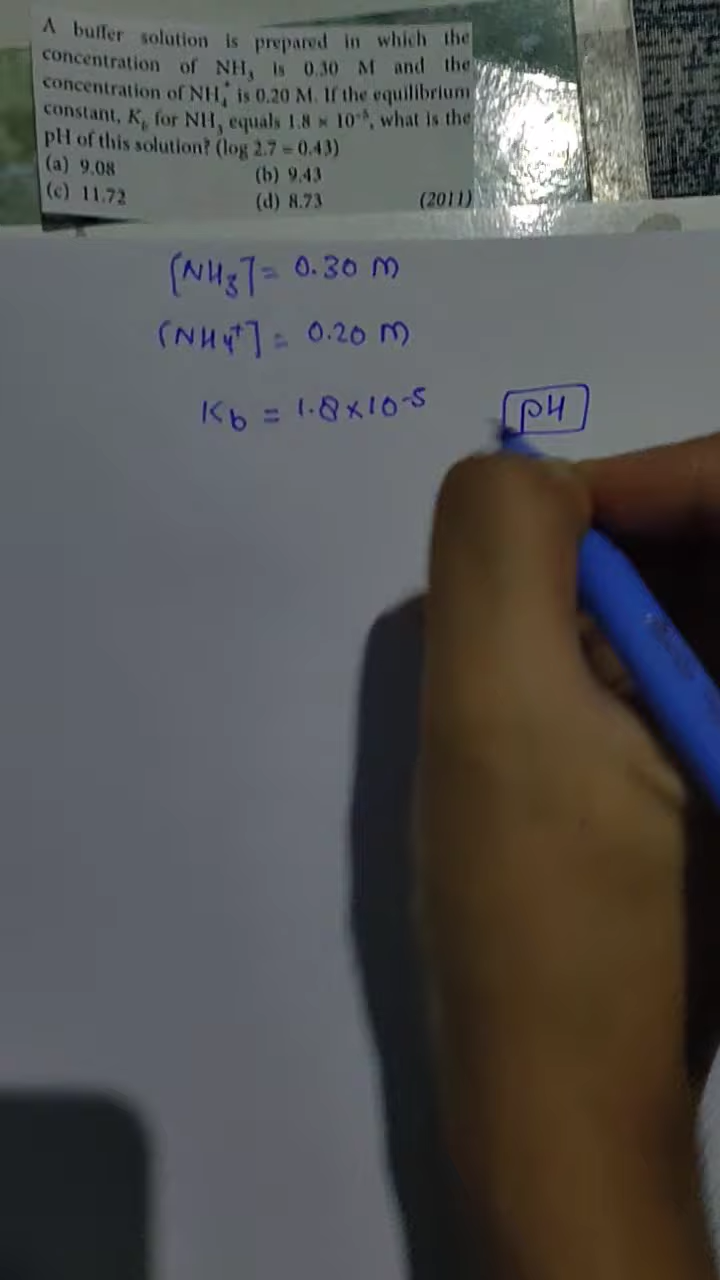 A buffer solution is prepared in which the
concentration of NH₃ is 0.30 M and the
concentration of NH₄⁺ is 0.20 M. If the equilibrium
constant, K_b for NH₃ equals 1.8 × 10⁻⁵, what is the
pH of this solution? (log 2.7 = 0.43)
(a) 9.08 (b) 9.43
(c) 11.72 (d) 8.73 (2011)
[NH₃] = 0.30 M
[NH₄⁺] = 0.20 M
K_b = 1.8×10⁻⁵ pH